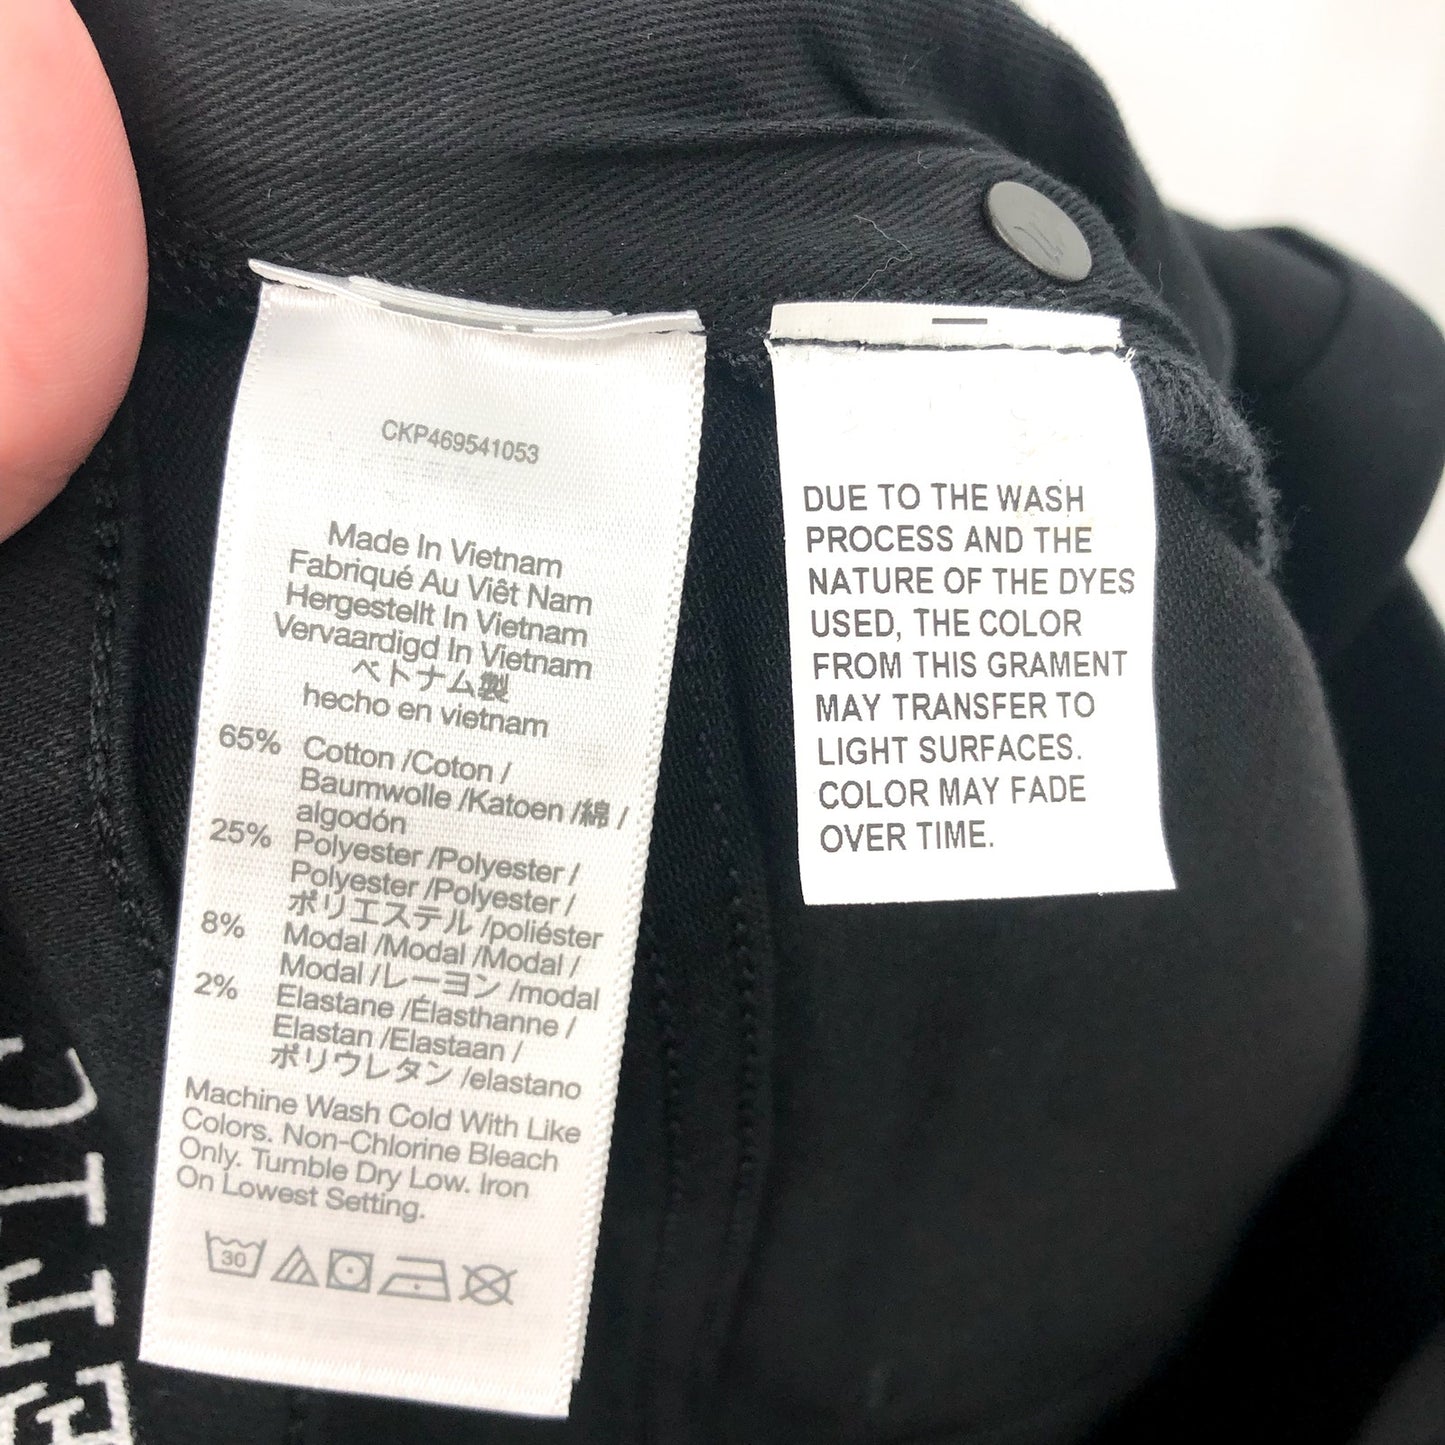 CKP469541053
Made In Vietnam
Fabriqué Au Viêt Nam
Hergestellt In Vietnam
Vervaardigd In Vietnam
ベトナム製
hecho en vietnam
65% Cotton /Coton /
Baumwolle /Katoen /綿 /
algodón
25% Polyester /Polyester /
Polyester /Polyester /
ポリエステル /poliéster
8% Modal /Modal /Modal /
Modal /レーヨン /modal
2% Elastane /Élasthanne /
Elastan /Elastaan /
ポリウレタン /elastano
Machine Wash Cold With Like
Colors. Non-Chlorine Bleach
Only. Tumble Dry Low. Iron
On Lowest Setting.
30
DUE TO THE WASH
PROCESS AND THE
NATURE OF THE DYES
USED, THE COLOR
FROM THIS GRAMENT
MAY TRANSFER TO
LIGHT SURFACES.
COLOR MAY FADE
OVER TIME.